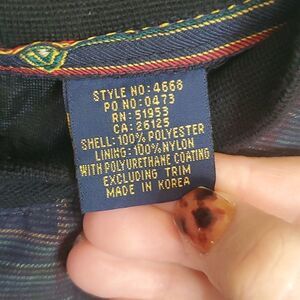 STYLE NO: 4668
PO NO: 0473
RN: 51953
CA: 26125
SHELL: 100% POLYESTER
LINING: 100% NYLON
WITH POLYURETHANE COATING
EXCLUDING TRIM
MADE IN KOREA